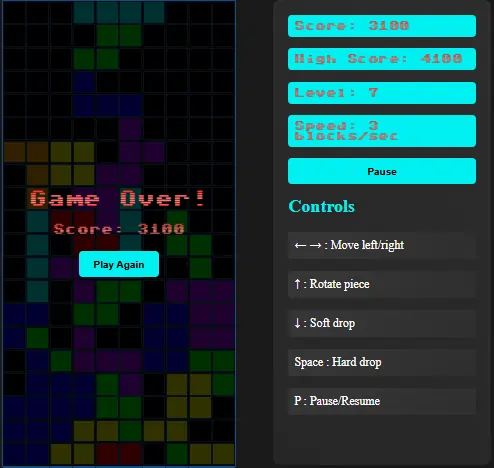 Game Over!
Score: 3100
Play Again
Score: 3100
High Score: 4100
Level: 7
Speed: 3
blocks/sec
Pause
Controls
← → : Move left/right
↑ : Rotate piece
↓ : Soft drop
Space : Hard drop
P : Pause/Resume